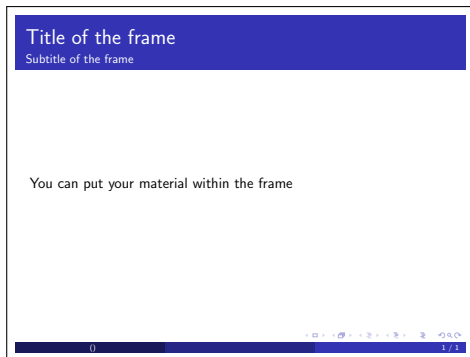 Title of the frame
Subtitle of the frame
You can put your material within the frame
()
1 / 1